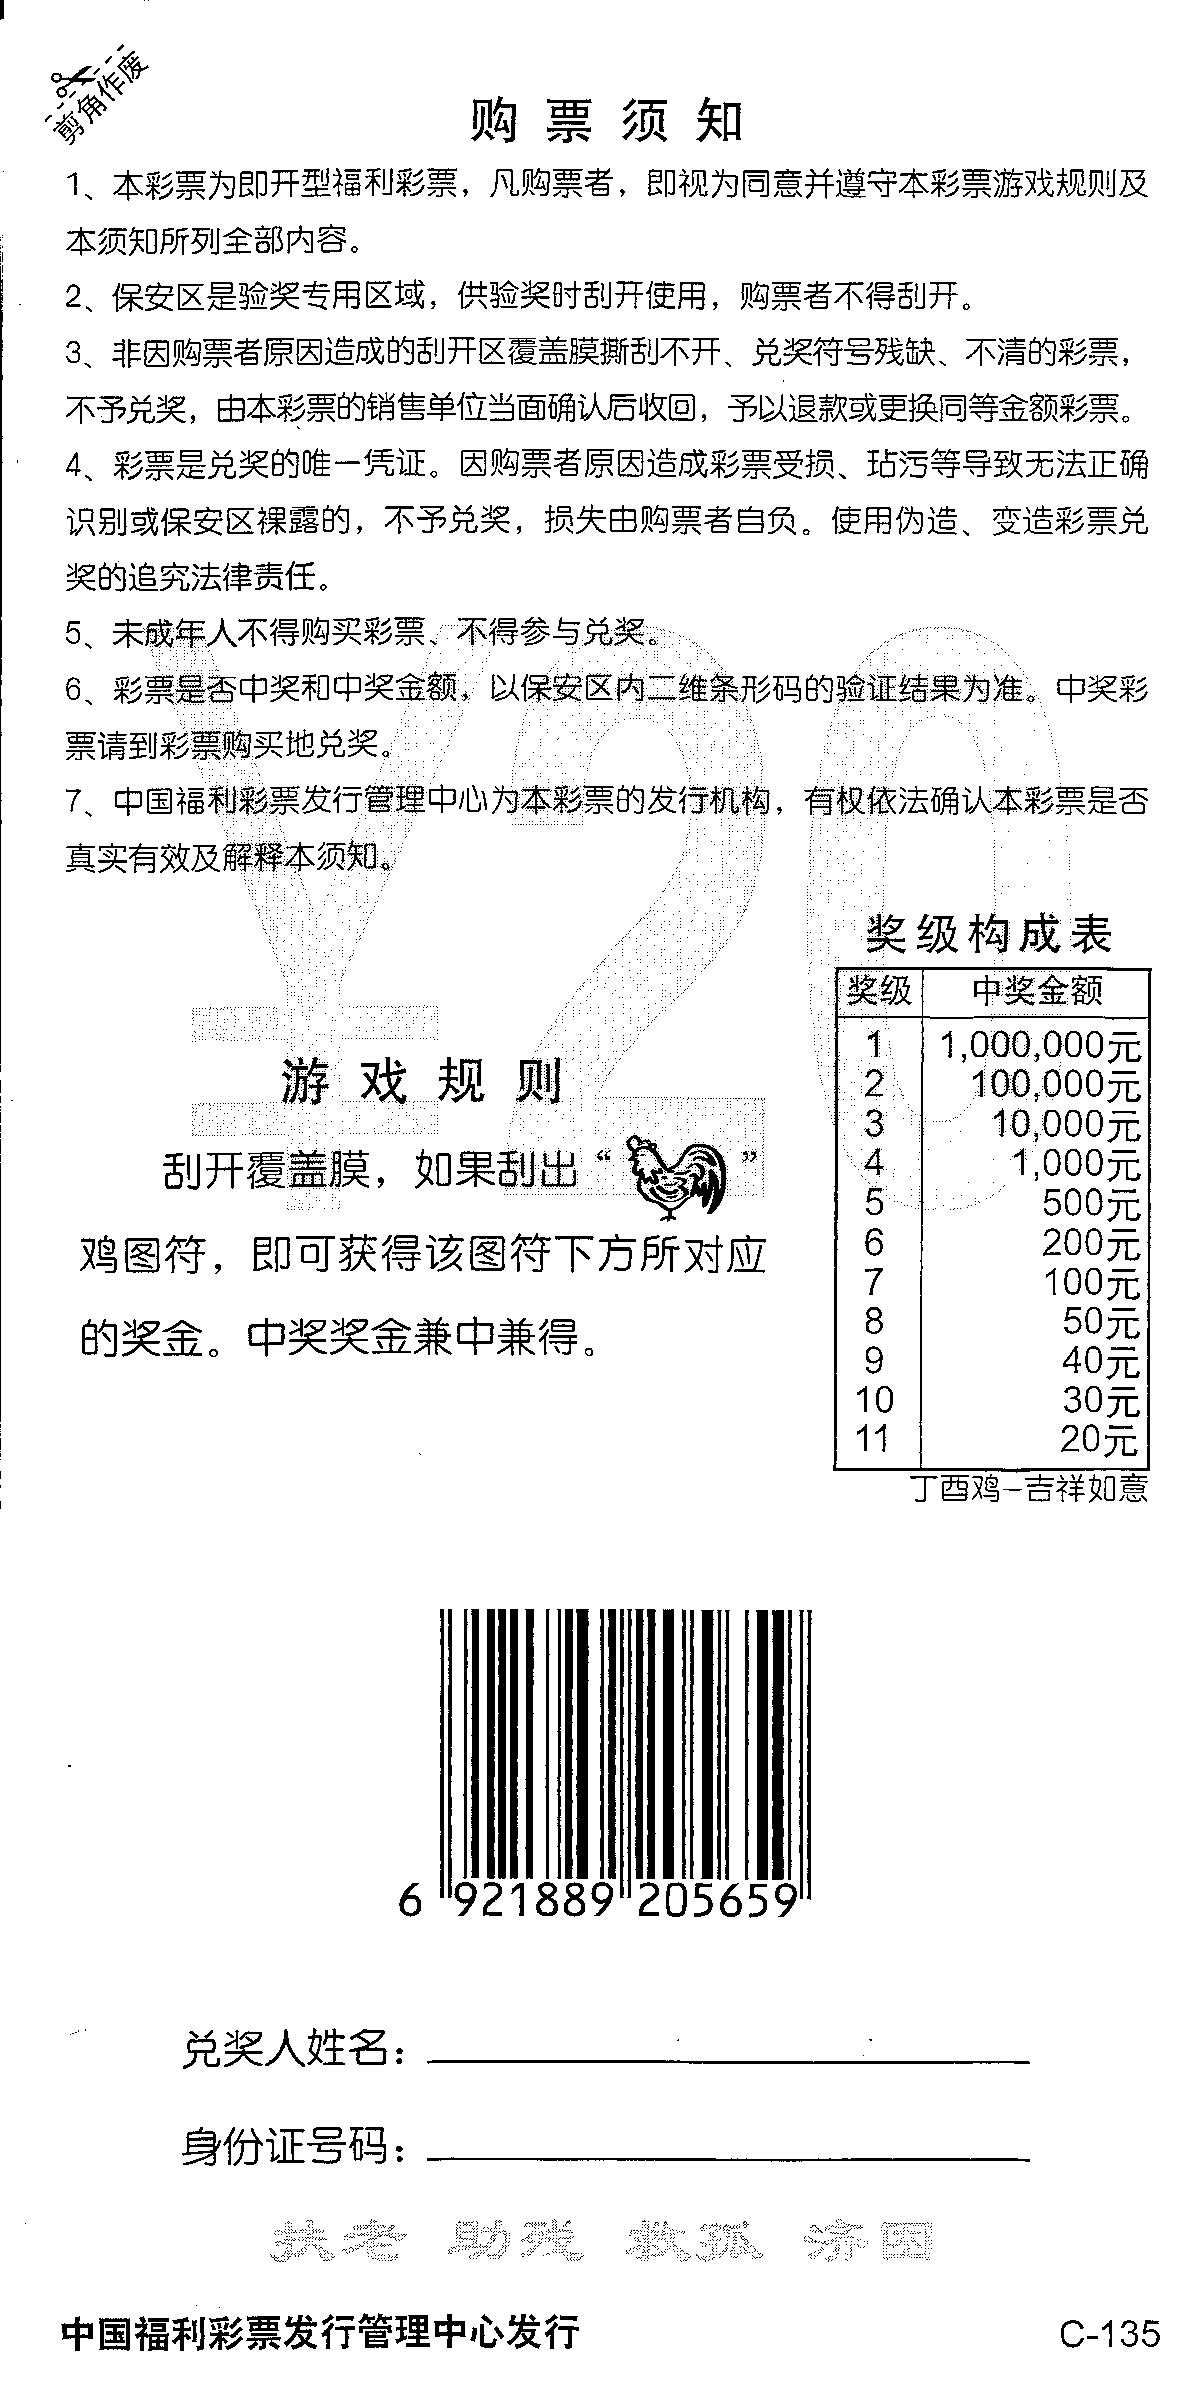 剪角作废
购票须知
1、本彩票为即开型福利彩票，凡购票者，即视为同意并遵守本彩票游戏规则及
本须知所列全部内容。
2、保安区是验奖专用区域，供验奖时刮开使用，购票者不得刮开。
3、非因购票者原因造成的刮开区覆盖膜撕刮不开、兑奖符号残缺、不清的彩票，
不予兑奖，由本彩票的销售单位当面确认后收回，予以退款或更换同等金额彩票。
4、彩票是兑奖的唯一凭证。因购票者原因造成彩票受损、玷污等导致无法正确
识别或保安区裸露的，不予兑奖，损失由购票者自负。使用伪造、变造彩票兑
奖的追究法律责任。
5、未成年人不得购买彩票、不得参与兑奖。
6、彩票是否中奖和中奖金额，以保安区内二维条形码的验证结果为准。中奖彩
票请到彩票购买地兑奖。
7、中国福利彩票发行管理中心为本彩票的发行机构，有权依法确认本彩票是否
真实有效及解释本须知。
¥20
游戏规则
刮开覆盖膜，如果刮出“ ”
鸡图符，即可获得该图符下方所对应
的奖金。中奖奖金兼中兼得。
奖级构成表
奖级 中奖金额
1 1,000,000元
2 100,000元
3 10,000元
4 1,000元
5 500元
6 200元
7 100元
8 50元
9 40元
10 30元
11 20元
丁酉鸡-吉祥如意
6 921889 205659
兑奖人姓名：
身份证号码：
扶老 助残 救孤 济困
中国福利彩票发行管理中心发行
C-135